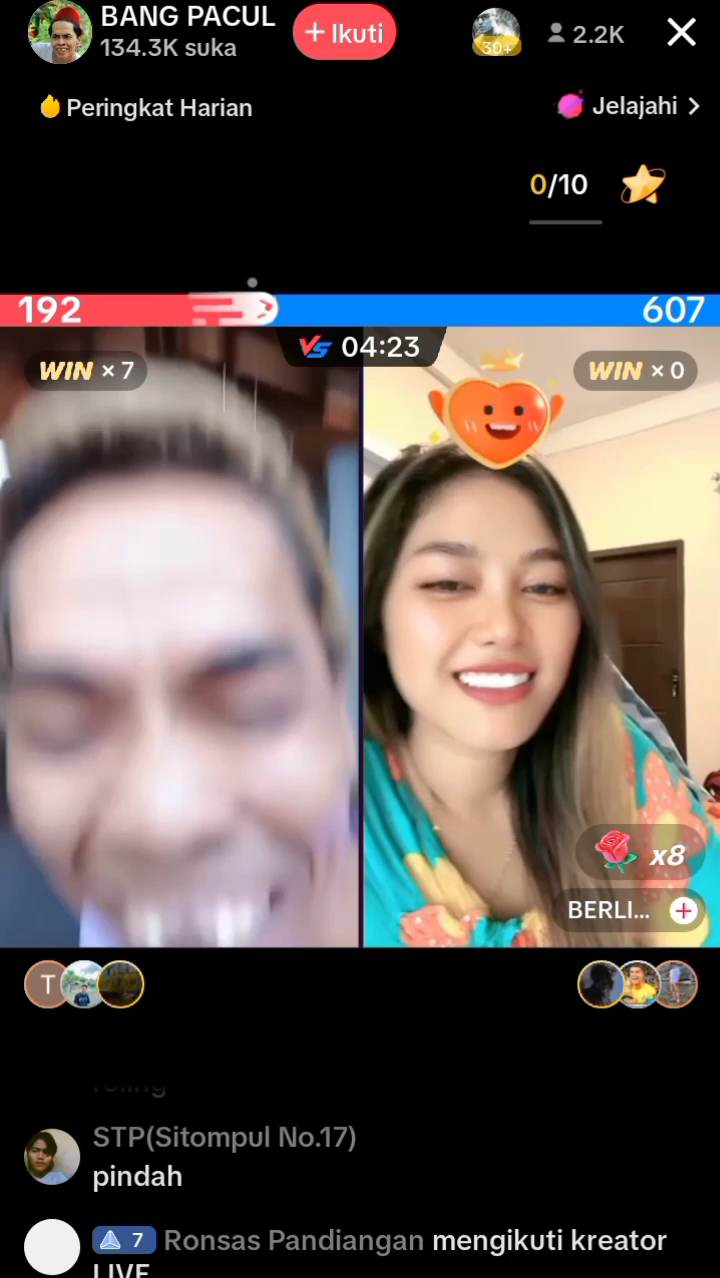 BANG PACUL
134.3K suka
+ Ikuti
30+
2.2K
Peringkat Harian
Jelajahi >
0/10
192
607
VS 04:23
WIN × 7
WIN × 0
x8
BERLI...
T
STP(Sitompul No.17)
pindah
7 Ronsas Pandiangan mengikuti kreator
LIVE